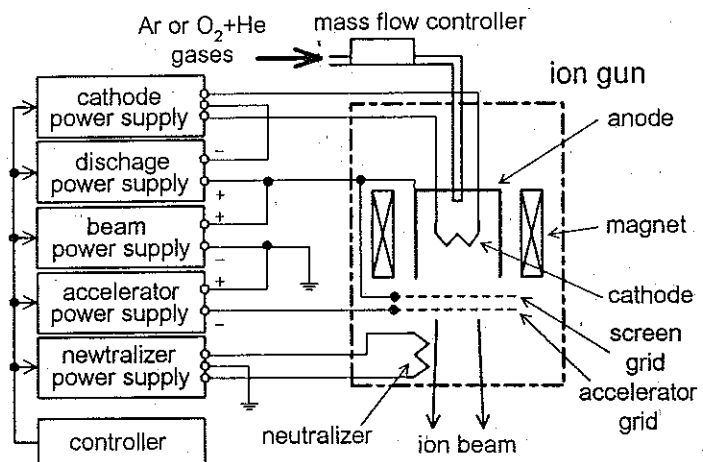 Ar or O₂+He
gases
mass flow controller
ion gun
cathode
power supply
dischage
power supply
beam
power supply
accelerator
power supply
newtralizer
power supply
controller
−
+
+
−
+
−
anode
magnet
cathode
screen
grid
accelerator
grid
neutralizer
ion beam